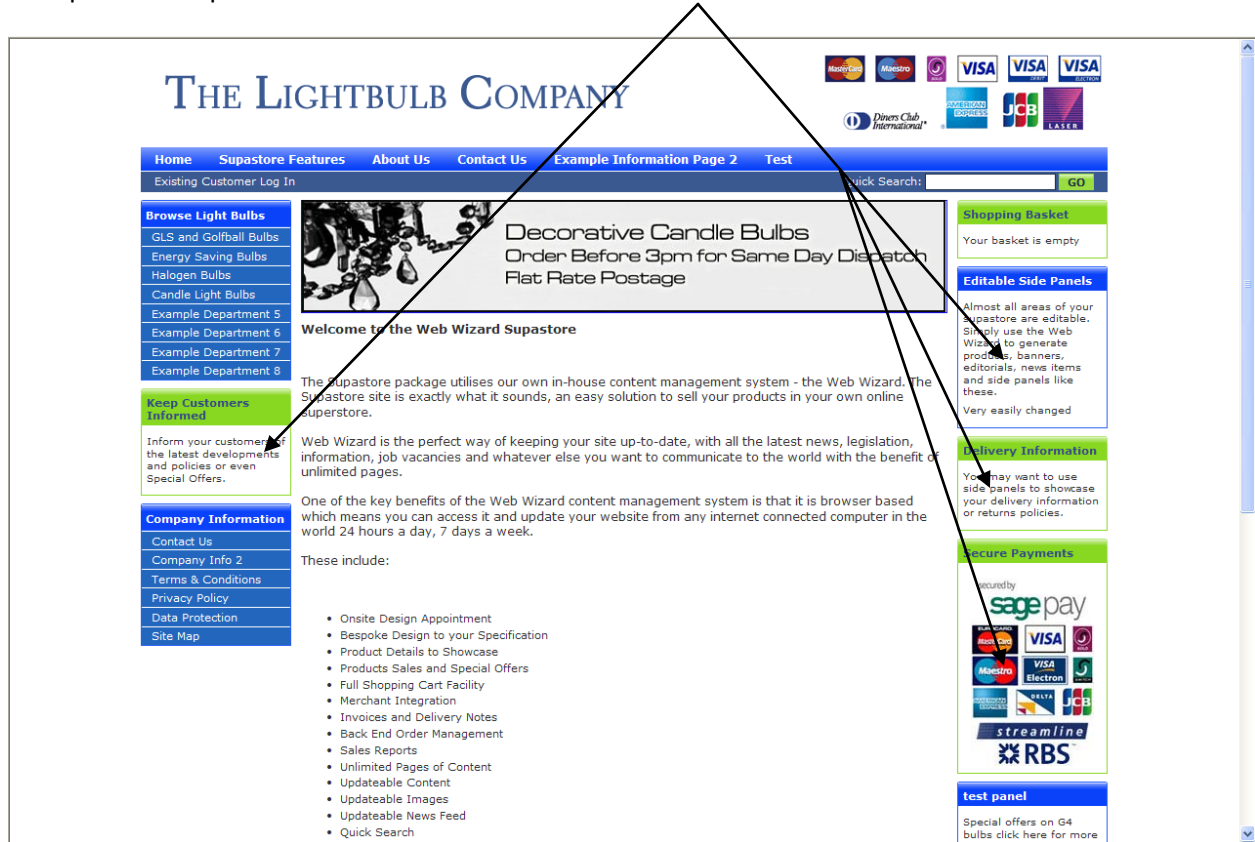 THE LIGHTBULB COMPANY
MasterCard Maestro SOLO VISA VISA DEBIT VISA ELECTRON
Diners Club International® AMERICAN EXPRESS JCB LASER
Home Supastore Features About Us Contact Us Example Information Page 2 Test
Existing Customer Log In
Quick Search: GO
Browse Light Bulbs
GLS and Golfball Bulbs
Energy Saving Bulbs
Halogen Bulbs
Candle Light Bulbs
Example Department 5
Example Department 6
Example Department 7
Example Department 8
Keep Customers
Informed
Inform your customers of
the latest developments
and policies or even
Special Offers.
Company Information
Contact Us
Company Info 2
Terms & Conditions
Privacy Policy
Data Protection
Site Map
Decorative Candle Bulbs
Order Before 3pm for Same Day Dispatch
Flat Rate Postage
Welcome to the Web Wizard Supastore
The Supastore package utilises our own in-house content management system - the Web Wizard. The
Supastore site is exactly what it sounds, an easy solution to sell your products in your own online
superstore.
Web Wizard is the perfect way of keeping your site up-to-date, with all the latest news, legislation,
information, job vacancies and whatever else you want to communicate to the world with the benefit of
unlimited pages.
One of the key benefits of the Web Wizard content management system is that it is browser based
which means you can access it and update your website from any internet connected computer in the
world 24 hours a day, 7 days a week.
These include:
• Onsite Design Appointment
• Bespoke Design to your Specification
• Product Details to Showcase
• Products Sales and Special Offers
• Full Shopping Cart Facility
• Merchant Integration
• Invoices and Delivery Notes
• Back End Order Management
• Sales Reports
• Unlimited Pages of Content
• Updateable Content
• Updateable Images
• Updateable News Feed
• Quick Search
Shopping Basket
Your basket is empty
Editable Side Panels
Almost all areas of your
supastore are editable.
Simply use the Web
Wizard to generate
products, banners,
editorials, news items
and side panels like
these.
Very easily changed
Delivery Information
You may want to use
side panels to showcase
your delivery information
or returns policies.
Secure Payments
secured by
sage pay
EUROCARD
MasterCard VISA SOLO
Maestro VISA Electron SWITCH
AMERICAN EXPRESS DELTA JCB
streamline
RBS
test panel
Special offers on G4
bulbs click here for more